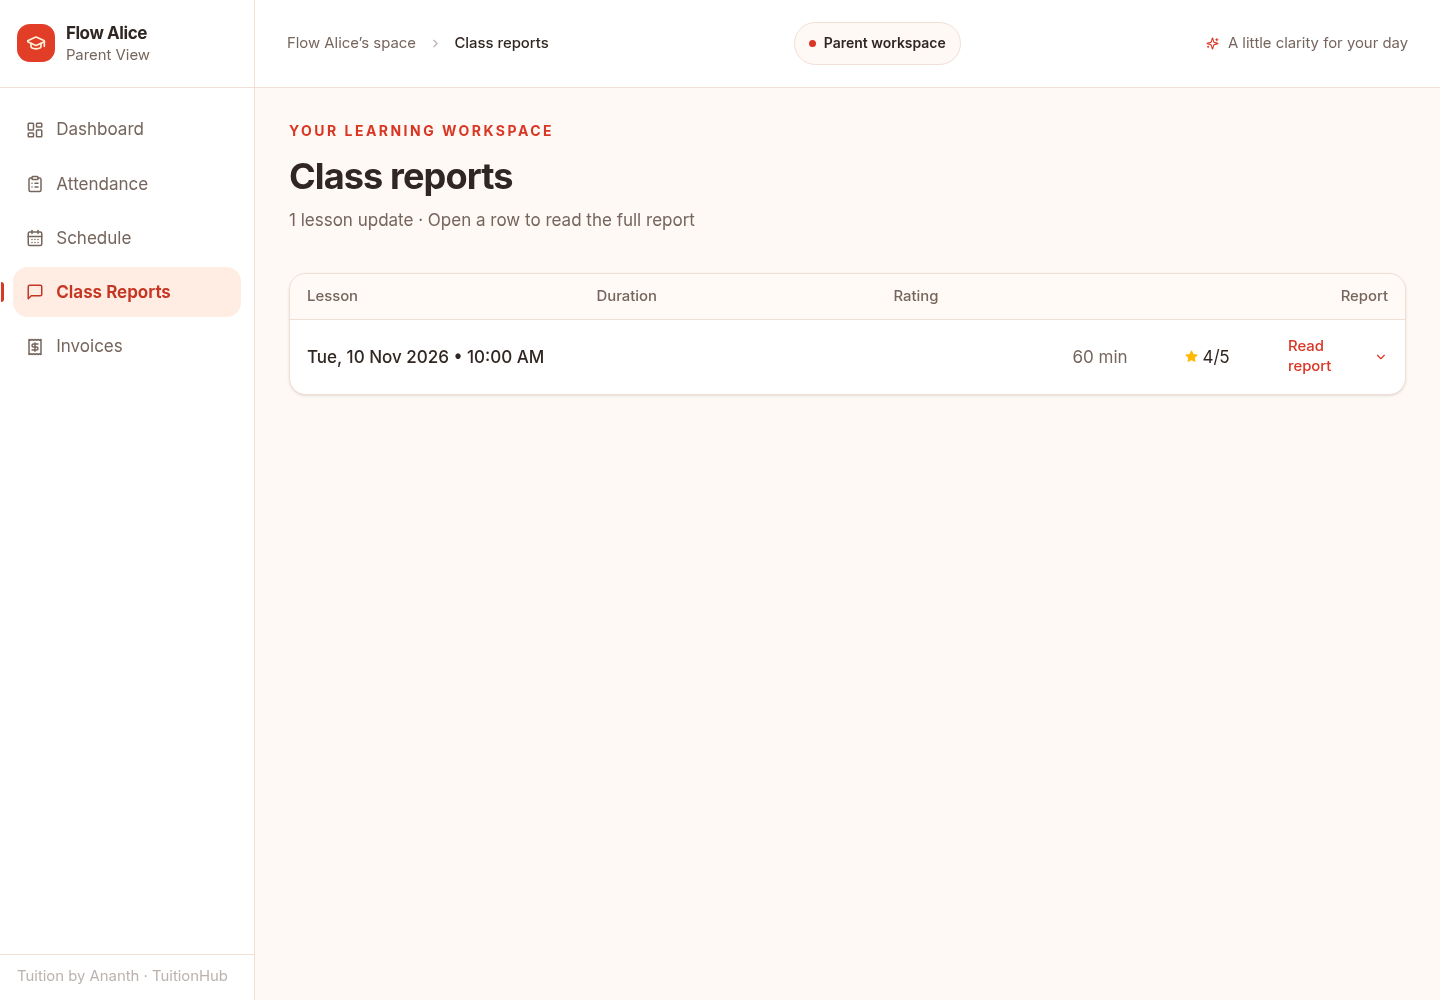 Flow Alice
Parent View
Flow Alice's space
Class reports
Parent workspace
A little clarity for your day
Dashboard
Attendance
Schedule
Class Reports
Invoices
YOUR LEARNING WORKSPACE
Class reports
1 lesson update · Open a row to read the full report
Lesson Duration Rating Report
Tue, 10 Nov 2026 • 10:00 AM 60 min 4/5 Read
report
Tuition by Ananth · TuitionHub